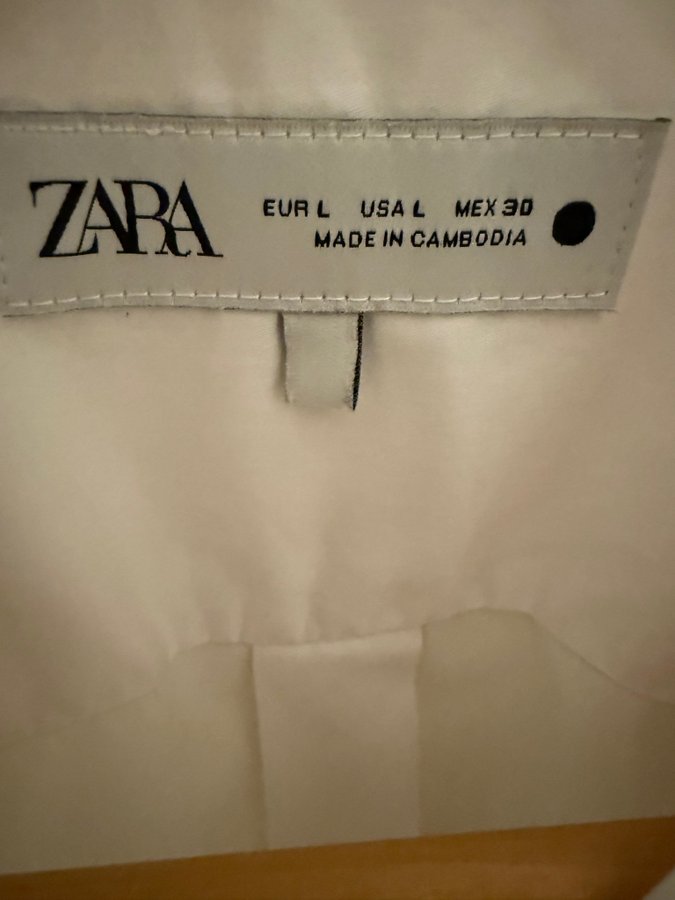 ZARA
EUR L USA L MEX 30
MADE IN CAMBODIA